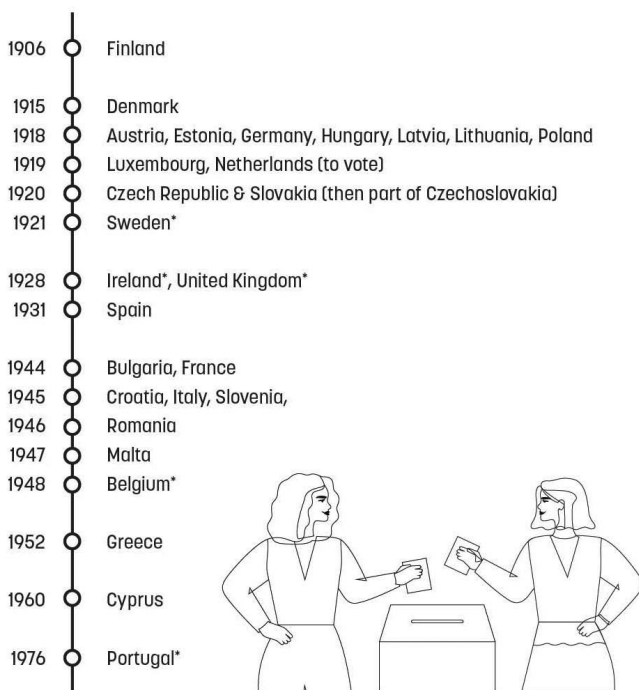 1906 Finland
1915 Denmark
1918 Austria, Estonia, Germany, Hungary, Latvia, Lithuania, Poland
1919 Luxembourg, Netherlands (to vote)
1920 Czech Republic & Slovakia (then part of Czechoslovakia)
1921 Sweden*
1928 Ireland*, United Kingdom*
1931 Spain
1944 Bulgaria, France
1945 Croatia, Italy, Slovenia,
1946 Romania
1947 Malta
1948 Belgium*
1952 Greece
1960 Cyprus
1976 Portugal*